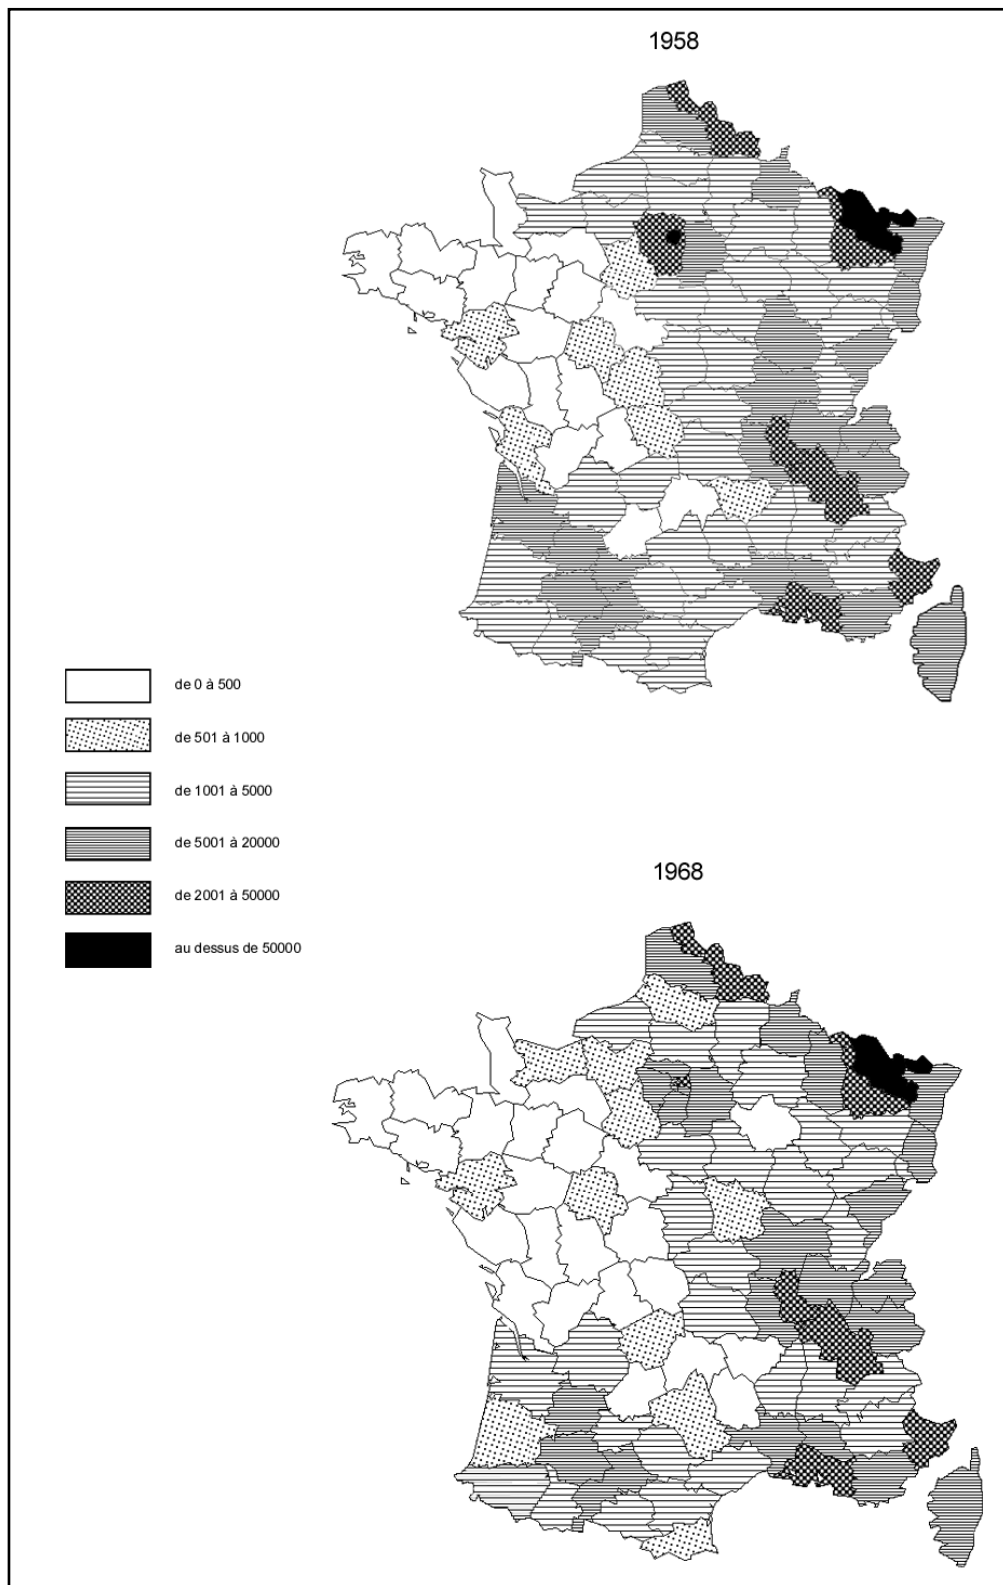 1958
de 0 à 500
de 501 à 1000
de 1001 à 5000
de 5001 à 20000
de 2001 à 50000
au dessus de 50000
1968